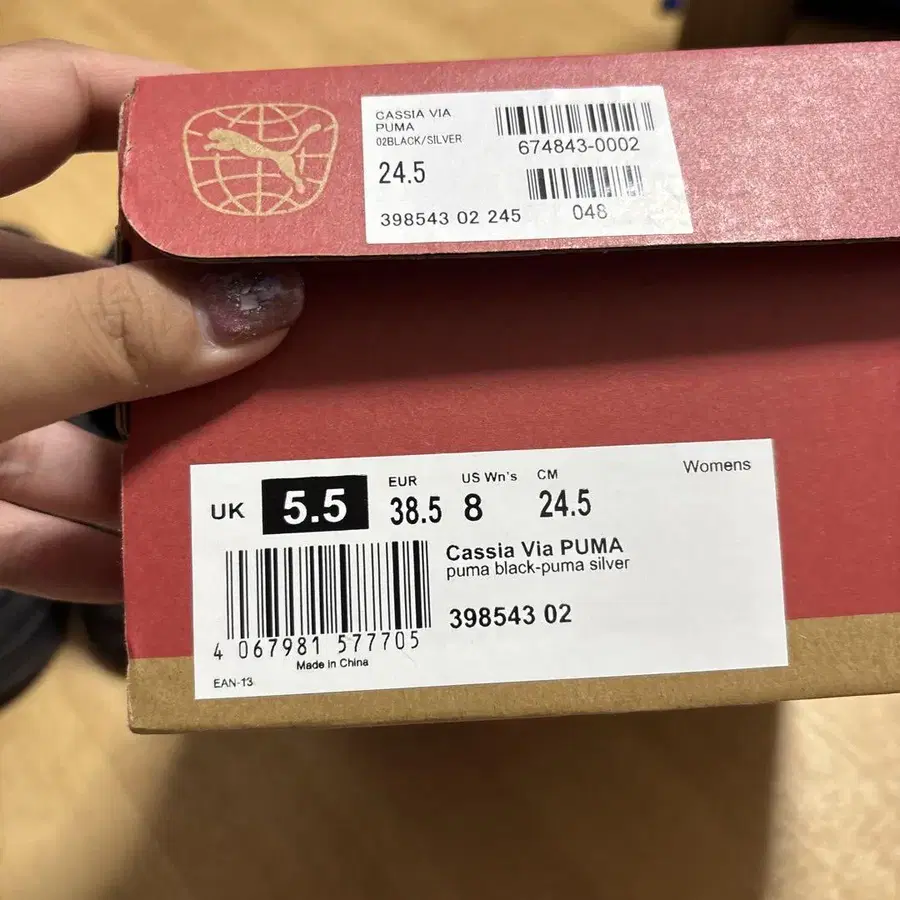 CASSIA VIA
PUMA
02BLACK/SILVER
24.5
398543 02 245
674843-0002
048
Womens
UK 5.5
EUR 38.5
US Wn's 8
CM 24.5
Cassia Via PUMA
puma black-puma silver
398543 02
4 067981 577705
Made in China
EAN-13